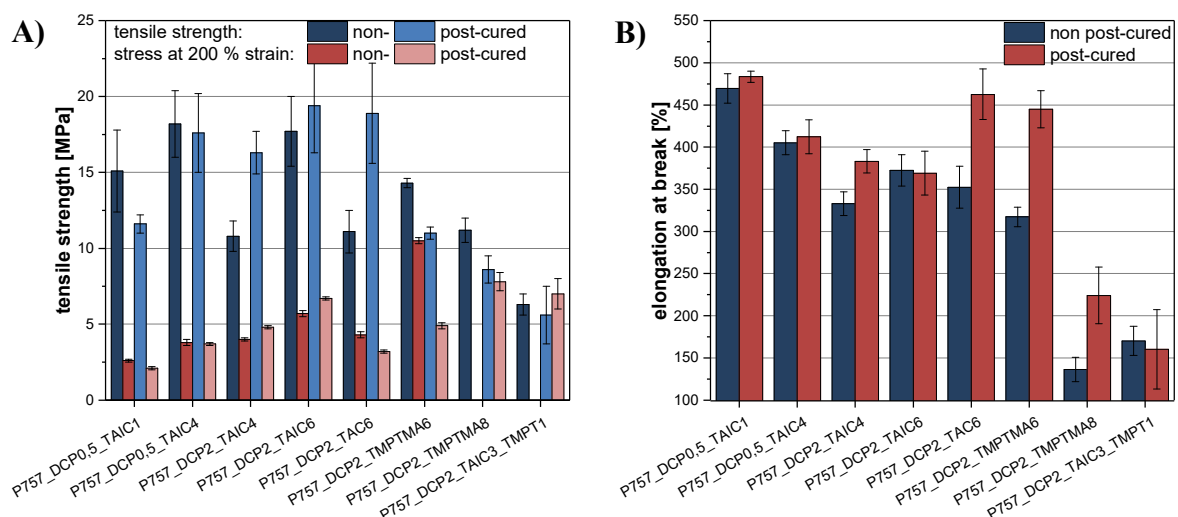 A)
tensile strength: non- post-cured
stress at 200 % strain: non- post-cured
tensile strength [MPa]
25
20
15
10
5
0
P757_DCP0.5_TAIC1
P757_DCP0.5_TAIC4
P757_DCP2_TAIC4
P757_DCP2_TAIC6
P757_DCP2_TAC6
P757_DCP2_TMPTMA6
P757_DCP2_TMPTMA8
P757_DCP2_TAIC3_TMPT1
B)
non post-cured
post-cured
elongation at break [%]
550
500
450
400
350
300
250
200
150
100
P757_DCP0.5_TAIC1
P757_DCP0.5_TAIC4
P757_DCP2_TAIC4
P757_DCP2_TAIC6
P757_DCP2_TAC6
P757_DCP2_TMPTMA6
P757_DCP2_TMPTMA8
P757_DCP2_TAIC3_TMPT1